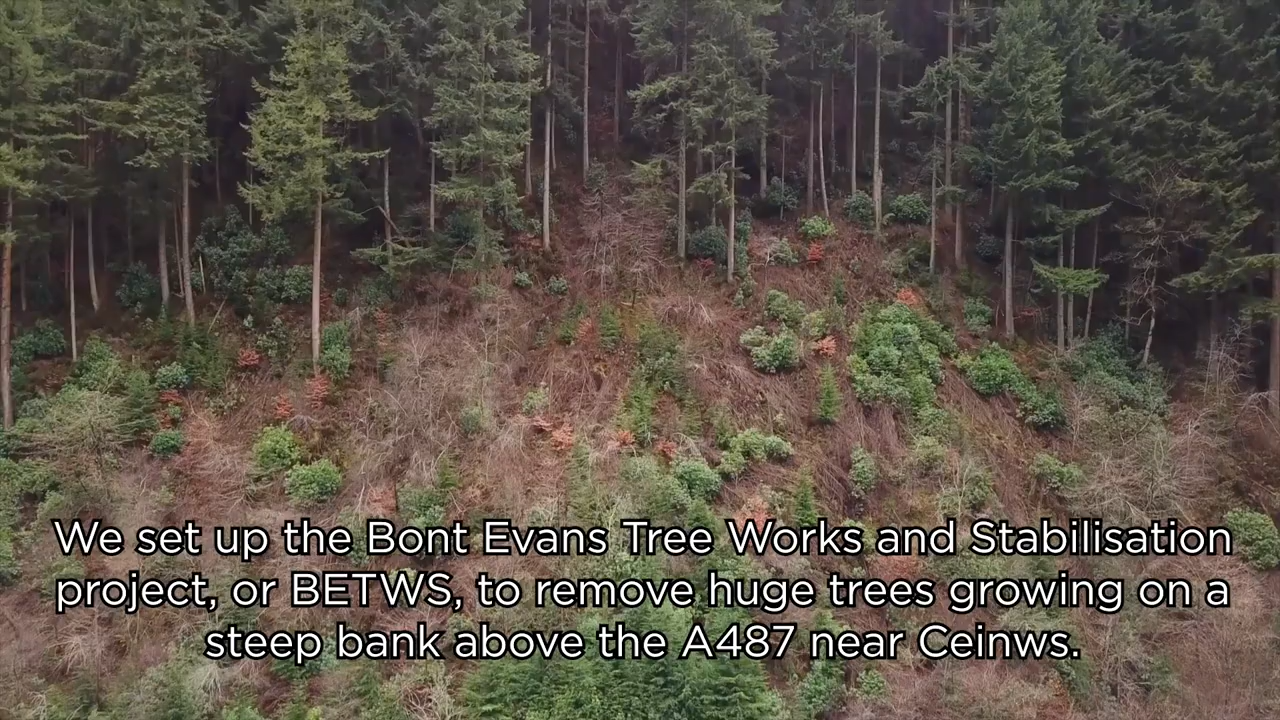 We set up the Bont Evans Tree Works and Stabilisation
project, or BETWS, to remove huge trees growing on a
steep bank above the A487 near Ceinws.